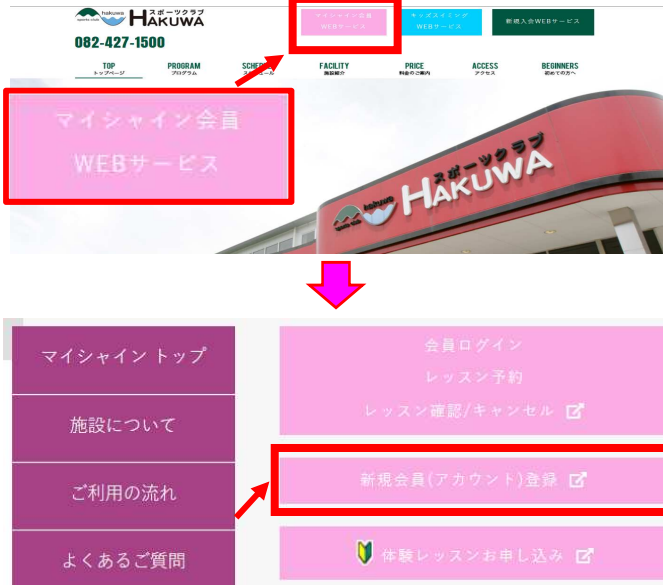 hakuwa
sports club
スポーツクラブ
HAKUWA
082-427-1500
マイシャイン会員
WEBサービス
キッズスイミング
WEBサービス
新規入会WEBサービス
TOP
トップページ
PROGRAM
プログラム
FACILITY
施設紹介
PRICE
料金のご案内
ACCESS
アクセス
BEGINNERS
初めての方へ
マイシャイン会員
WEBサービス
hakuwa
スポーツクラブ
HAKUWA
マイシャイン トップ
施設について
ご利用の流れ
よくあるご質問
会員ログイン
レッスン予約
レッスン確認/キャンセル
新規会員(アカウント)登録
体験レッスンお申し込み